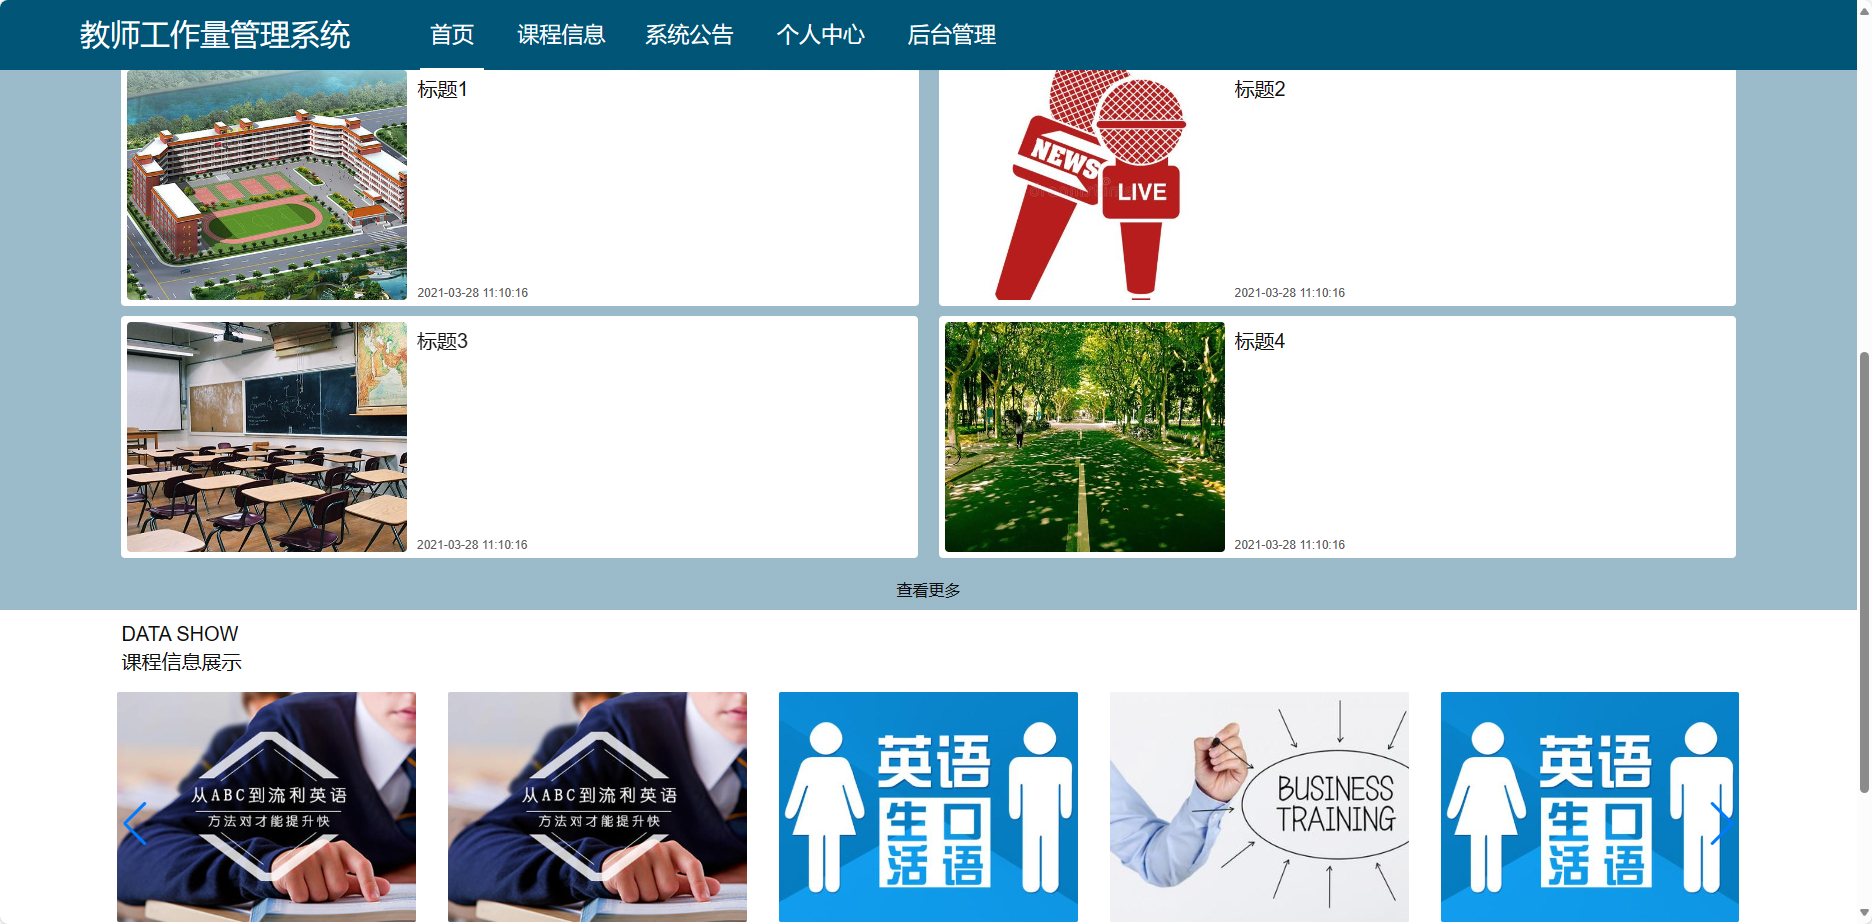 教师工作量管理系统
首页 课程信息 系统公告 个人中心 后台管理
标题1
2021-03-28 11:10:16
NEWS
LIVE
标题2
2021-03-28 11:10:16
标题3
2021-03-28 11:10:16
标题4
2021-03-28 11:10:16
查看更多
DATA SHOW
课程信息展示
从ABC到流利英语
方法对才能提升快
从ABC到流利英语
方法对才能提升快
英语
生口
活语
BUSINESS
TRAINING
英语
生口
活语